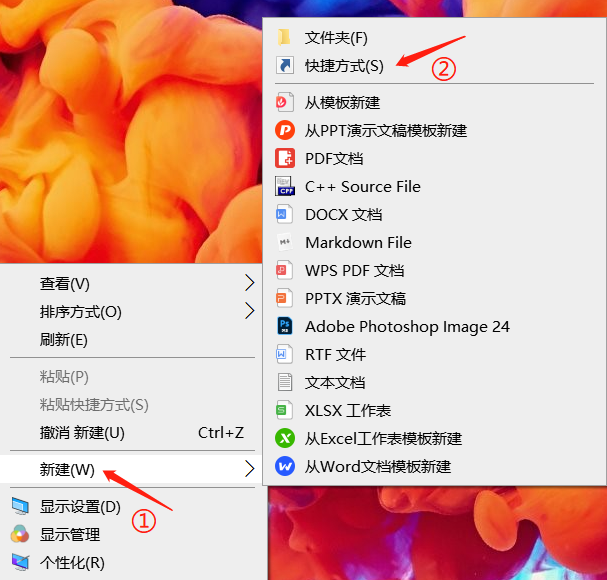 文件夹(F)
快捷方式(S)
②
从模板新建
从PPT演示文稿模板新建
PDF文档
C++ Source File
CPP
DOCX 文档
Markdown File
WPS PDF 文档
PPTX 演示文稿
Adobe Photoshop Image 24
Ps
RTF 文件
文本文档
XLSX 工作表
从Excel工作表模板新建
从Word文档模板新建
查看(V)
排序方式(O)
刷新(E)
粘贴(P)
粘贴快捷方式(S)
撤消 新建(U) Ctrl+Z
新建(W)
①
显示设置(D)
显示管理
个性化(R)